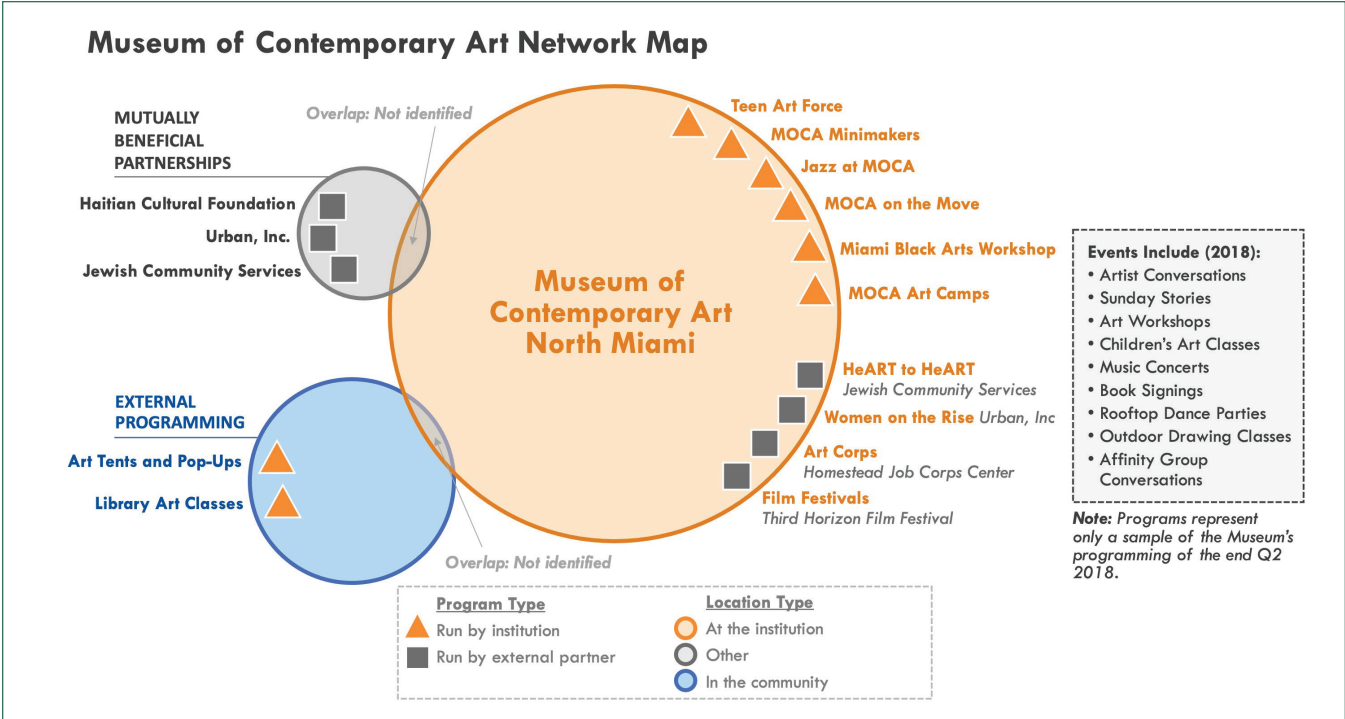 Museum of Contemporary Art Network Map
MUTUALLY
BENEFICIAL
PARTNERSHIPS
Overlap: Not identified
Haitian Cultural Foundation
Urban, Inc.
Jewish Community Services
EXTERNAL
PROGRAMMING
Art Tents and Pop-Ups
Library Art Classes
Overlap: Not identified
Museum of
Contemporary Art
North Miami
Teen Art Force
MOCA Minimakers
Jazz at MOCA
MOCA on the Move
Miami Black Arts Workshop
MOCA Art Camps
HeART to HeART
Jewish Community Services
Women on the Rise Urban, Inc
Art Corps
Homestead Job Corps Center
Film Festivals
Third Horizon Film Festival
Events Include (2018):
• Artist Conversations
• Sunday Stories
• Art Workshops
• Children's Art Classes
• Music Concerts
• Book Signings
• Rooftop Dance Parties
• Outdoor Drawing Classes
• Affinity Group
Conversations
Note: Programs represent
only a sample of the Museum's
programming of the end Q2
2018.
Program Type
Run by institution
Run by external partner
Location Type
At the institution
Other
In the community